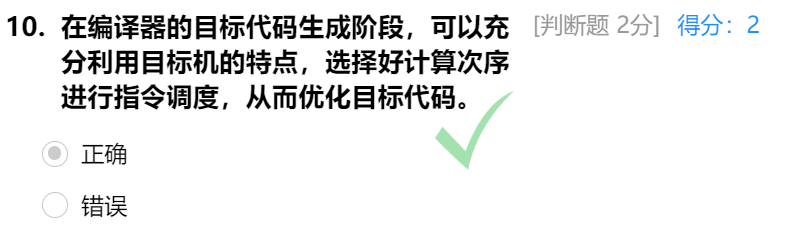 10. 在编译器的目标代码生成阶段，可以充 [判断题 2分] 得分：2
分利用目标机的特点，选择好计算次序
进行指令调度，从而优化目标代码。
正确
错误